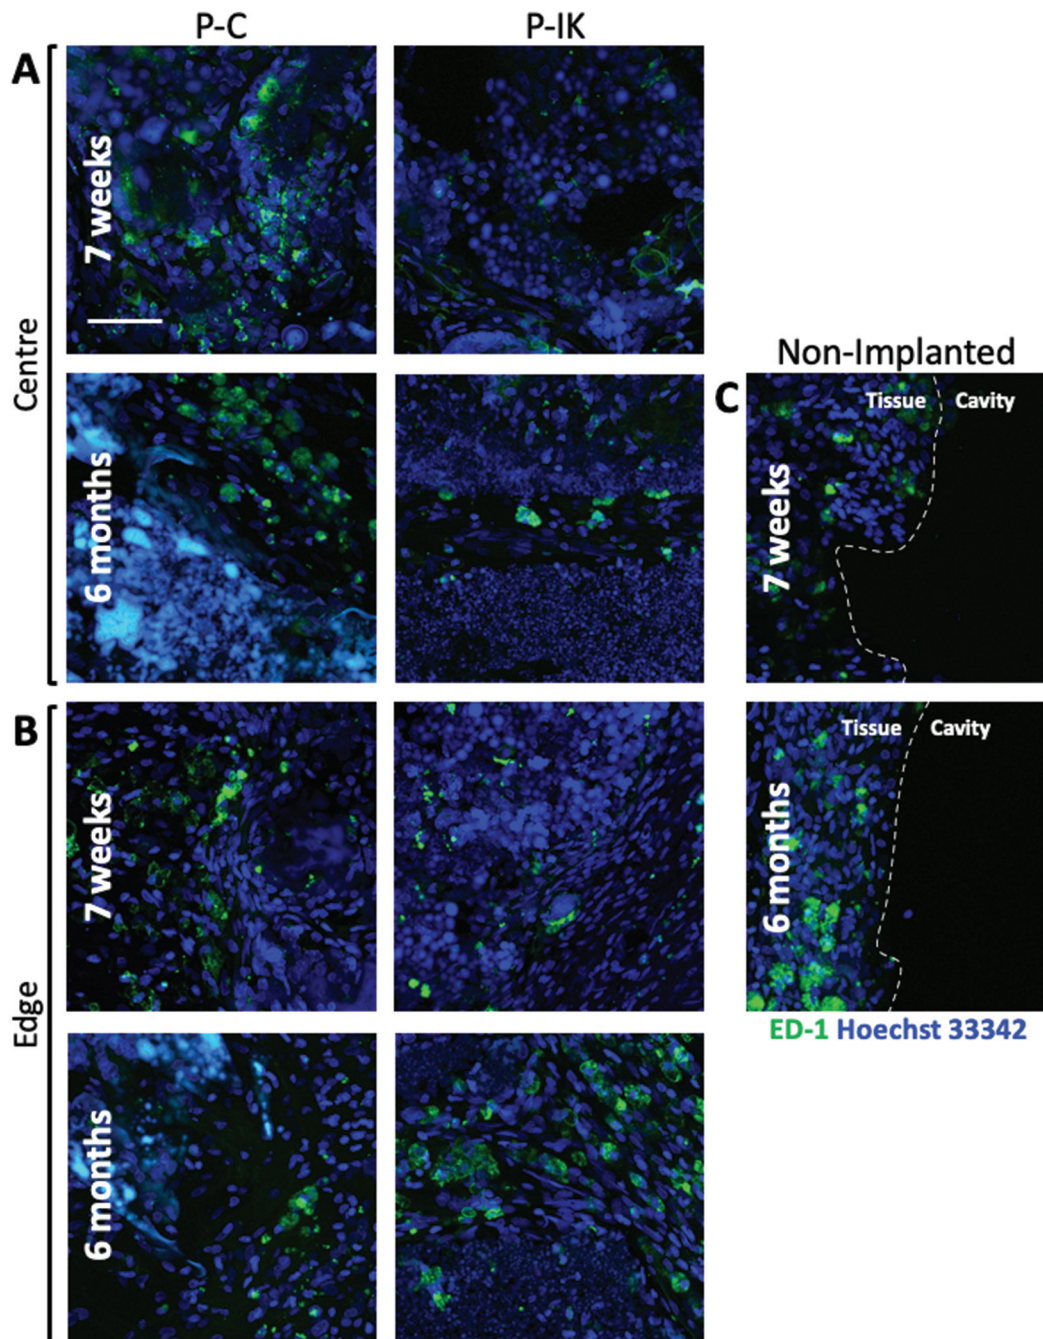 P-C P-IK
A
Centre
7 weeks
6 months
Non-Implanted
C
Tissue Cavity
7 weeks
B
Edge
7 weeks
6 months
Tissue Cavity
6 months
ED-1 Hoechst 33342